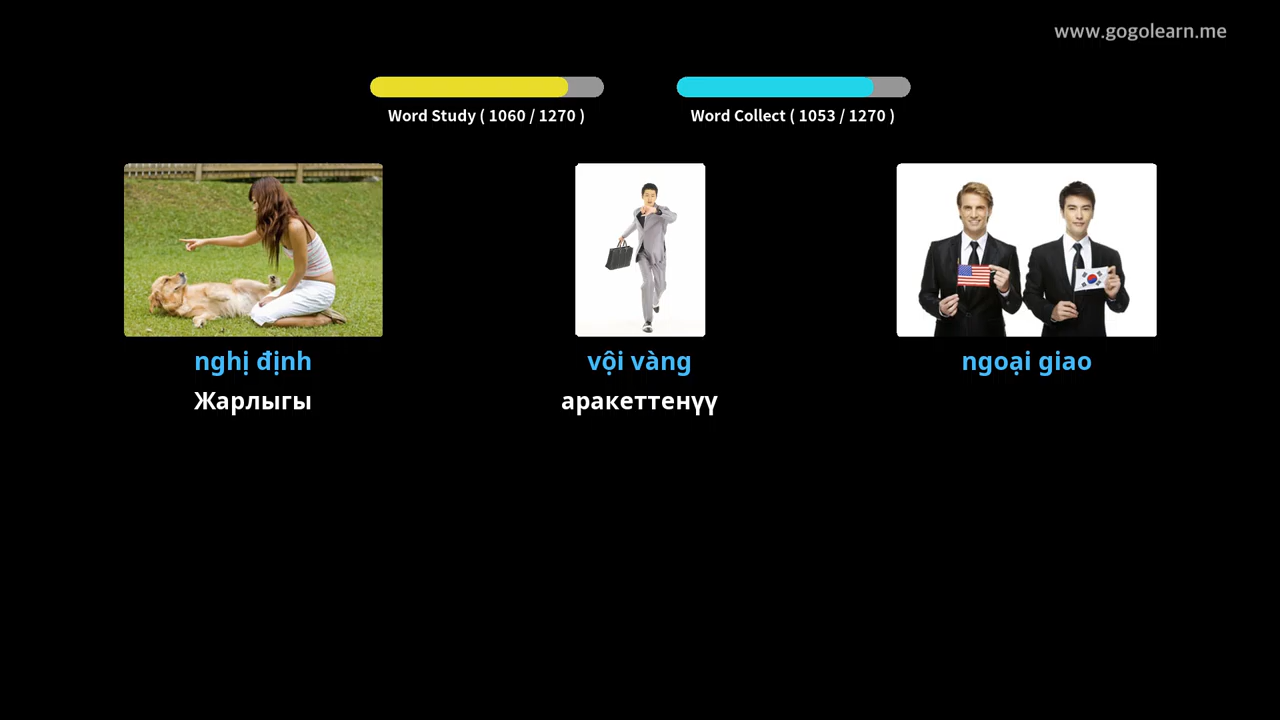 www.gogolearn.me
Word Study ( 1060 / 1270 )
Word Collect ( 1053 / 1270 )
nghị định
vội vàng
ngoại giao
Жарлыгы
аракеттенүү